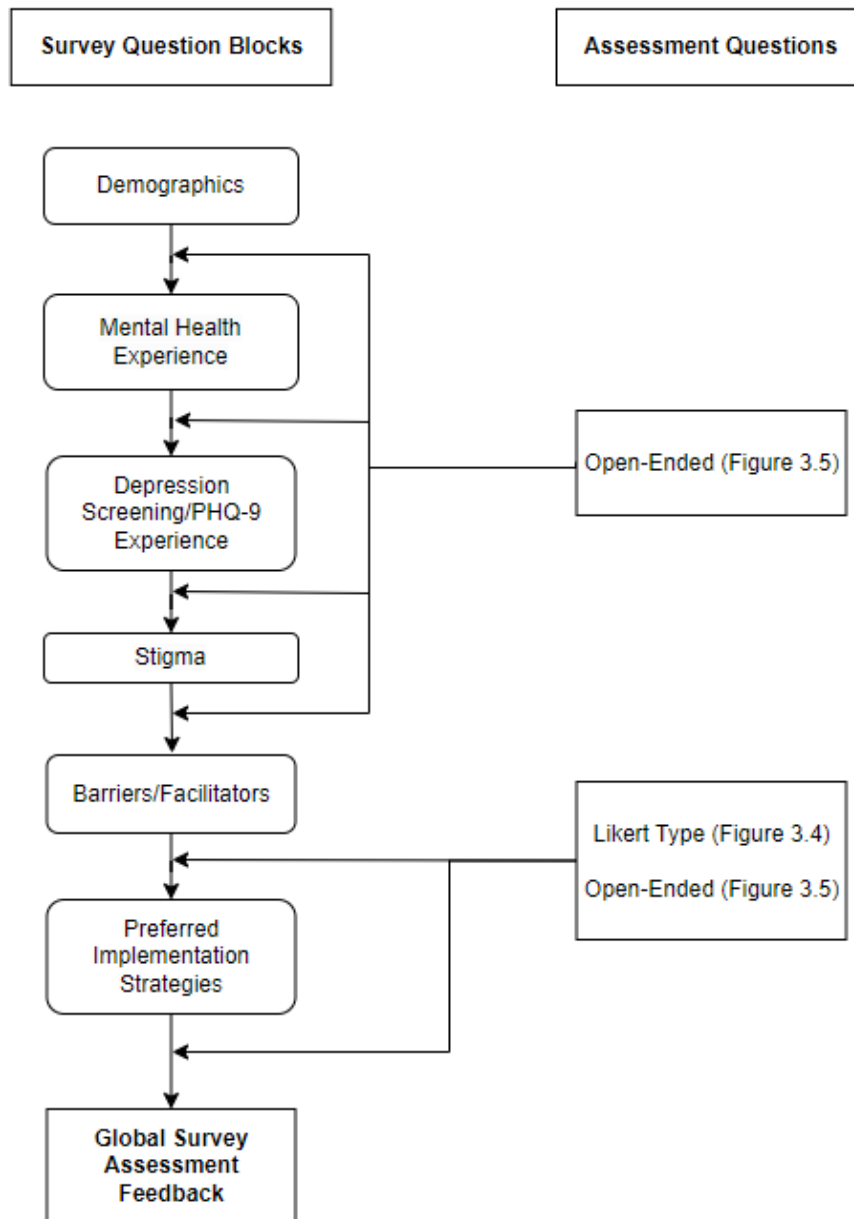 Survey Question Blocks
Assessment Questions
Demographics
Mental Health
Experience
Open-Ended (Figure 3.5)
Depression
Screening/PHQ-9
Experience
Stigma
Barriers/Facilitators
Likert Type (Figure 3.4)
Open-Ended (Figure 3.5)
Preferred
Implementation
Strategies
Global Survey
Assessment
Feedback